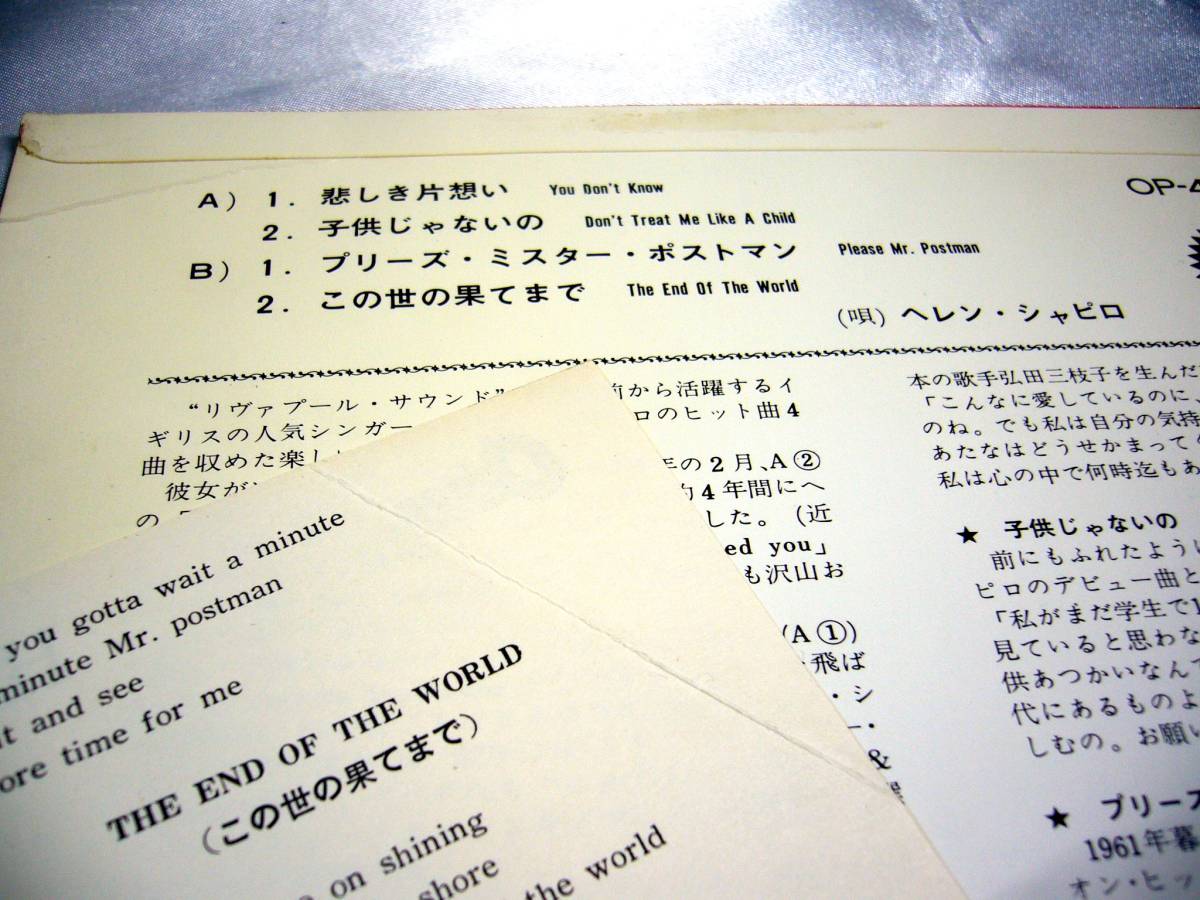 A) 1. 悲しき片想い You Don't Know
2. 子供じゃないの Don't Treat Me Like A Child
B) 1. プリーズ・ミスター・ポストマン Please Mr. Postman
2. この世の果てまで The End Of The World
OP-4
(唄) ヘレン・シャピロ
“リヴァプール・サウンド” 前から活躍するイ
ギリスの人気シンガー ロのヒット曲4
曲を収めた楽し
年の2月、A②
彼女が 約4年間にヘ
の「 した。(近
ed you」
も沢山お
(A①)
飛ば
・シ
ー・
&
本の歌手弘田三枝子を生んだ
「こんなに愛しているのに、
のね。でも私は自分の気持
あなたはどうせかまって
私は心の中で何時迄もあ
★ 子供じゃないの
前にもふれたように
ピロのデビュー曲と
「私がまだ学生で1
見ていると思わな
供あつかいなんて
代にあるものよ
しむの。お願い
★ プリーズ
1961年暮
オン・ヒッ
you gotta wait a minute
minute Mr. postman
and see
ore time for me
THE END OF THE WORLD
(この世の果てまで)
on shining
shore
the world